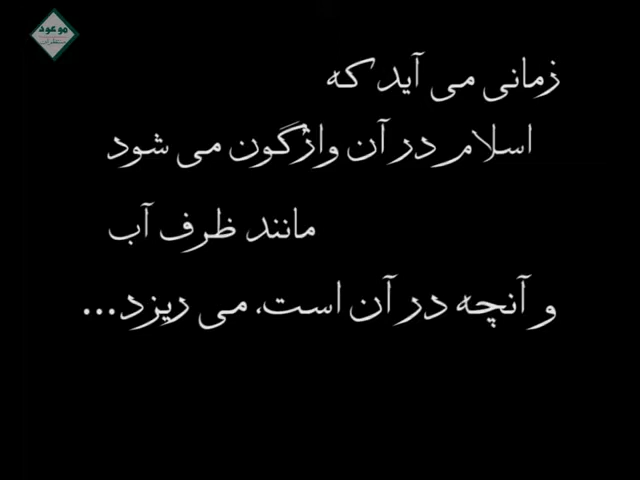 موعود
زمانی می آید که
اسلام در آن واژگون می شود
مانند ظرف آب
و آنچه در آن است، می ریزد...